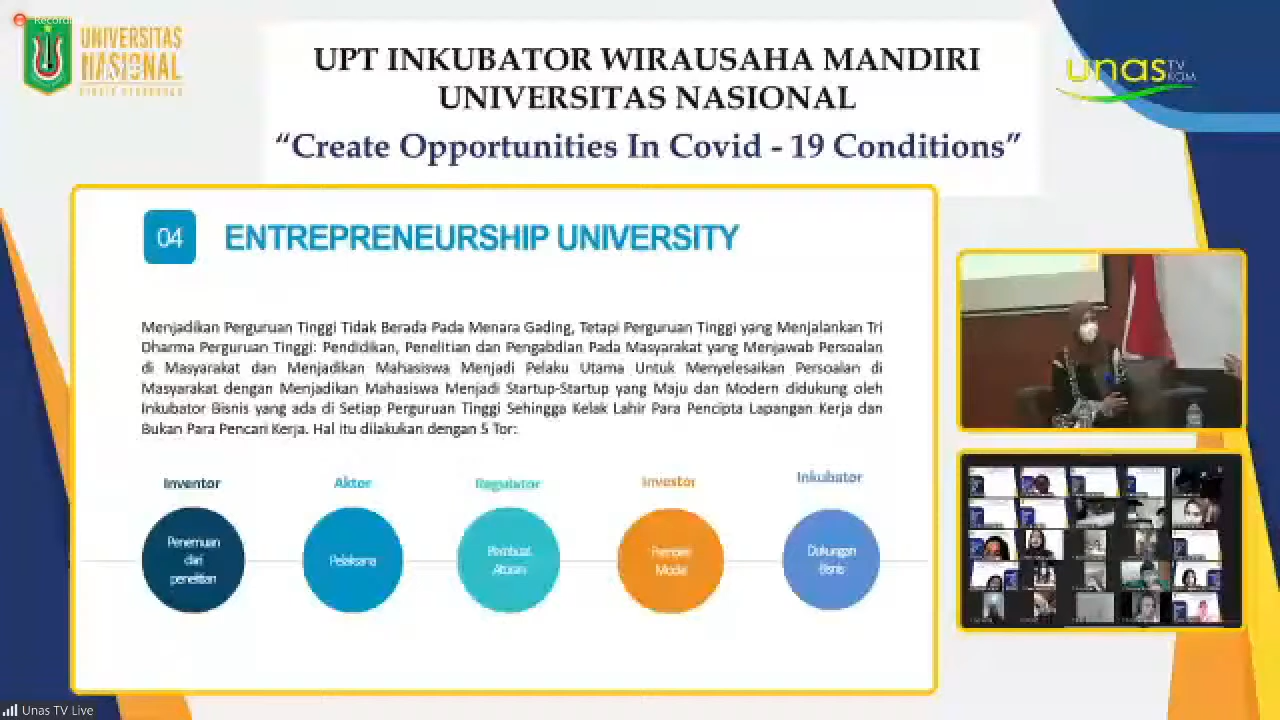 Recordi
UNIVERSITAS
NASIONAL
UPT INKUBATOR WIRAUSAHA MANDIRI
UNIVERSITAS NASIONAL
“Create Opportunities In Covid - 19 Conditions”
unas TV
KOM
04
ENTREPRENEURSHIP UNIVERSITY
Menjadikan Perguruan Tinggi Tidak Berada Pada Menara Gading, Tetapi Perguruan Tinggi yang Menjalankan Tri
Dharma Perguruan Tinggi: Pendidikan, Penelitian dan Pengabdian Pada Masyarakat yang Menjawab Persoalan
di Masyarakat dan Menjadikan Mahasiswa Menjadi Pelaku Utama Untuk Menyelesaikan Persoalan di
Masyarakat dengan Menjadikan Mahasiswa Menjadi Startup-Startup yang Maju dan Modern didukung oleh
Inkubator Bisnis yang ada di Setiap Perguruan Tinggi Sehingga Kelak Lahir Para Pencipta Lapangan Kerja dan
Bukan Para Pencari Kerja. Hal itu dilakukan dengan 5 Tor:
Inventor
Aktor
Regulator
Investor
Inkubator
Penemuan
dari
penelitian
Pelaksana
Pembuat
Aturan
Pemberi
Modal
Dukungan
Bisnis
Unas TV Live